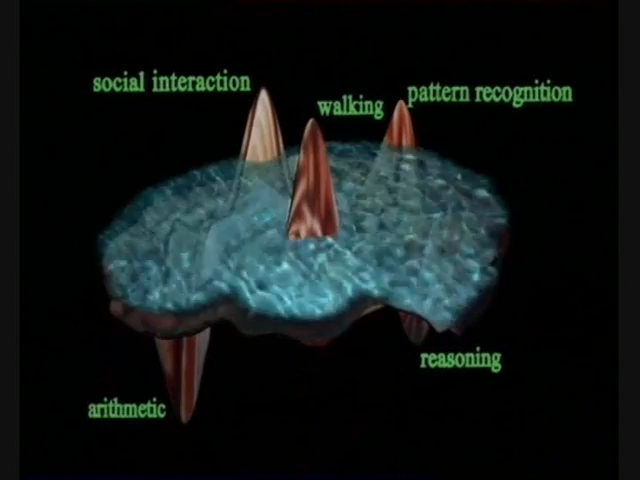 social interaction
walking
pattern recognition
reasoning
arithmetic